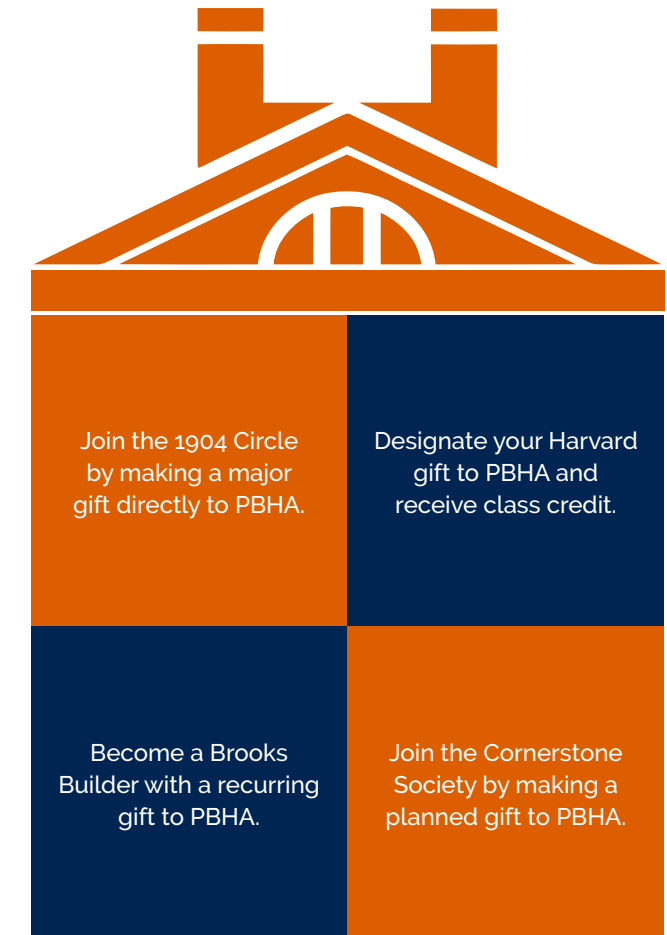 Join the 1904 Circle
by making a major
gift directly to PBHA.
Designate your Harvard
gift to PBHA and
receive class credit.
Become a Brooks
Builder with a recurring
gift to PBHA.
Join the Cornerstone
Society by making a
planned gift to PBHA.